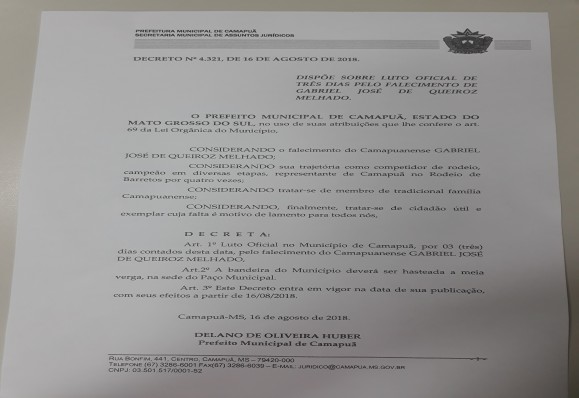 PREFEITURA MUNICIPAL DE CAMAPUÃ
SECRETARIA MUNICIPAL DE ASSUNTOS JURÍDICOS
DECRETO Nº 4.321, DE 16 DE AGOSTO DE 2018.
DISPÕE SOBRE LUTO OFICIAL DE
TRÊS DIAS PELO FALECIMENTO DE
GABRIEL JOSÉ DE QUEIROZ
MELHADO.
O PREFEITO MUNICIPAL DE CAMAPUÃ, ESTADO DO
MATO GROSSO DO SUL, no uso de suas atribuições que lhe confere o art.
69 da Lei Orgânica do Município,
CONSIDERANDO o falecimento do Camapuanense GABRIEL
JOSÉ DE QUEIROZ MELHADO;
CONSIDERANDO sua trajetória como competidor de rodeio,
campeão em diversas etapas, representante de Camapuã no Rodeio de
Barretos por quatro vezes;
CONSIDERANDO tratar-se de membro de tradicional família
Camapuanense;
CONSIDERANDO, finalmente, tratar-se de cidadão útil e
exemplar cuja falta é motivo de lamento para todos nós,
D E C R E T A:
Art. 1º Luto Oficial no Município de Camapuã, por 03 (três)
dias contados desta data, pelo falecimento do Camapuanense GABRIEL JOSÉ
DE QUEIROZ MELHADO.
Art.2º A bandeira do Município deverá ser hasteada a meia
verga, na sede do Paço Municipal.
Art. 3º Este Decreto entra em vigor na data de sua publicação,
com seus efeitos a partir de 16/08/2018.
Camapuã-MS, 16 de agosto de 2018.
DELANO DE OLIVEIRA HUBER
Prefeito Municipal de Camapuã
RUA BONFIM, 441, CENTRO, CAMAPUÃ, MS – 79420-000
TELEFONE (67) 3286-6001 FAX(67) 3286-6039 – E-MAIL: JURIDICO@CAMAPUA.MS.GOV.BR
CNPJ: 03.501.517/0001-52